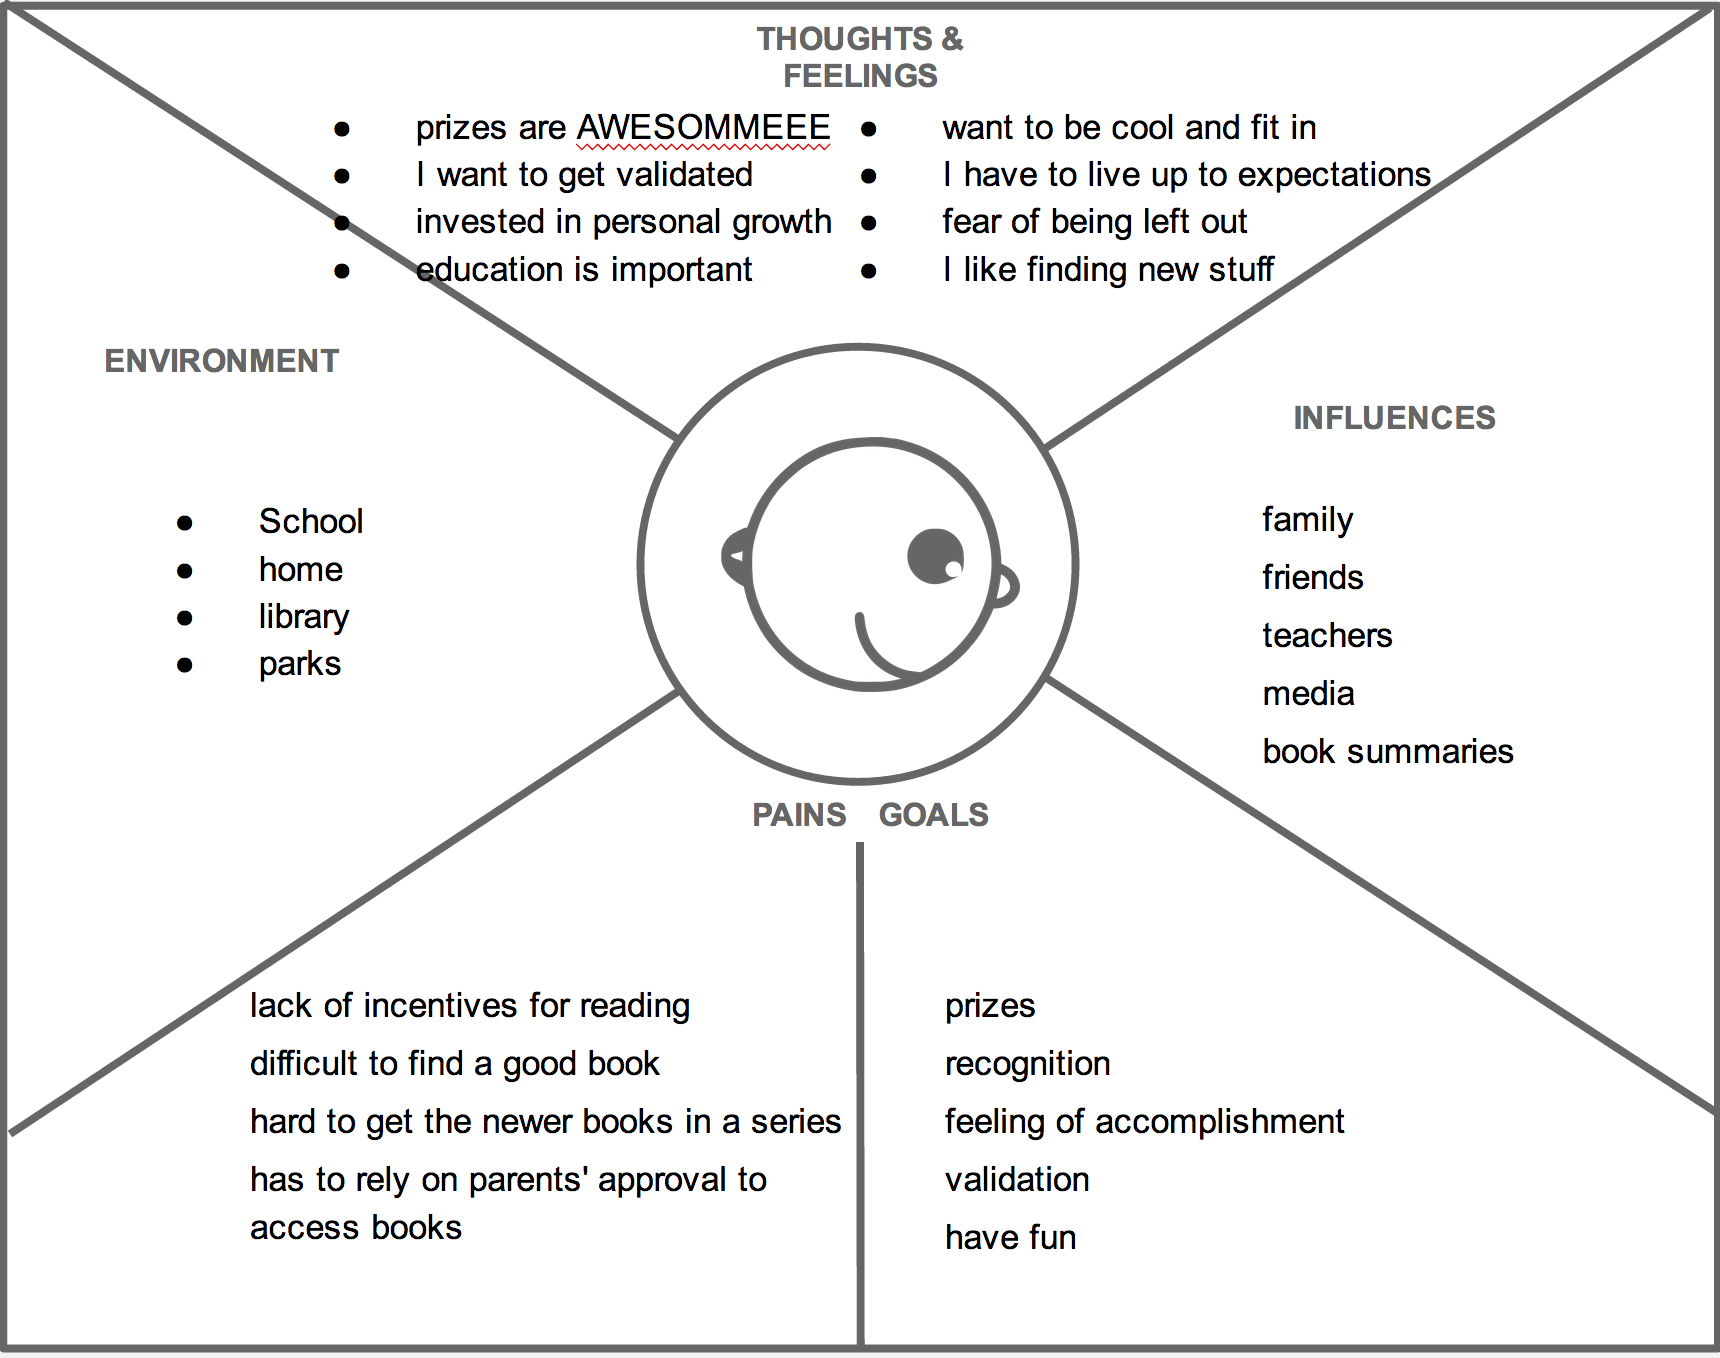 THOUGHTS &
FEELINGS
prizes are AWESOMMEEE
I want to get validated
invested in personal growth
education is important
want to be cool and fit in
I have to live up to expectations
fear of being left out
I like finding new stuff
ENVIRONMENT
School
home
library
parks
INFLUENCES
family
friends
teachers
media
book summaries
PAINS
lack of incentives for reading
difficult to find a good book
hard to get the newer books in a series
has to rely on parents' approval to
access books
GOALS
prizes
recognition
feeling of accomplishment
validation
have fun